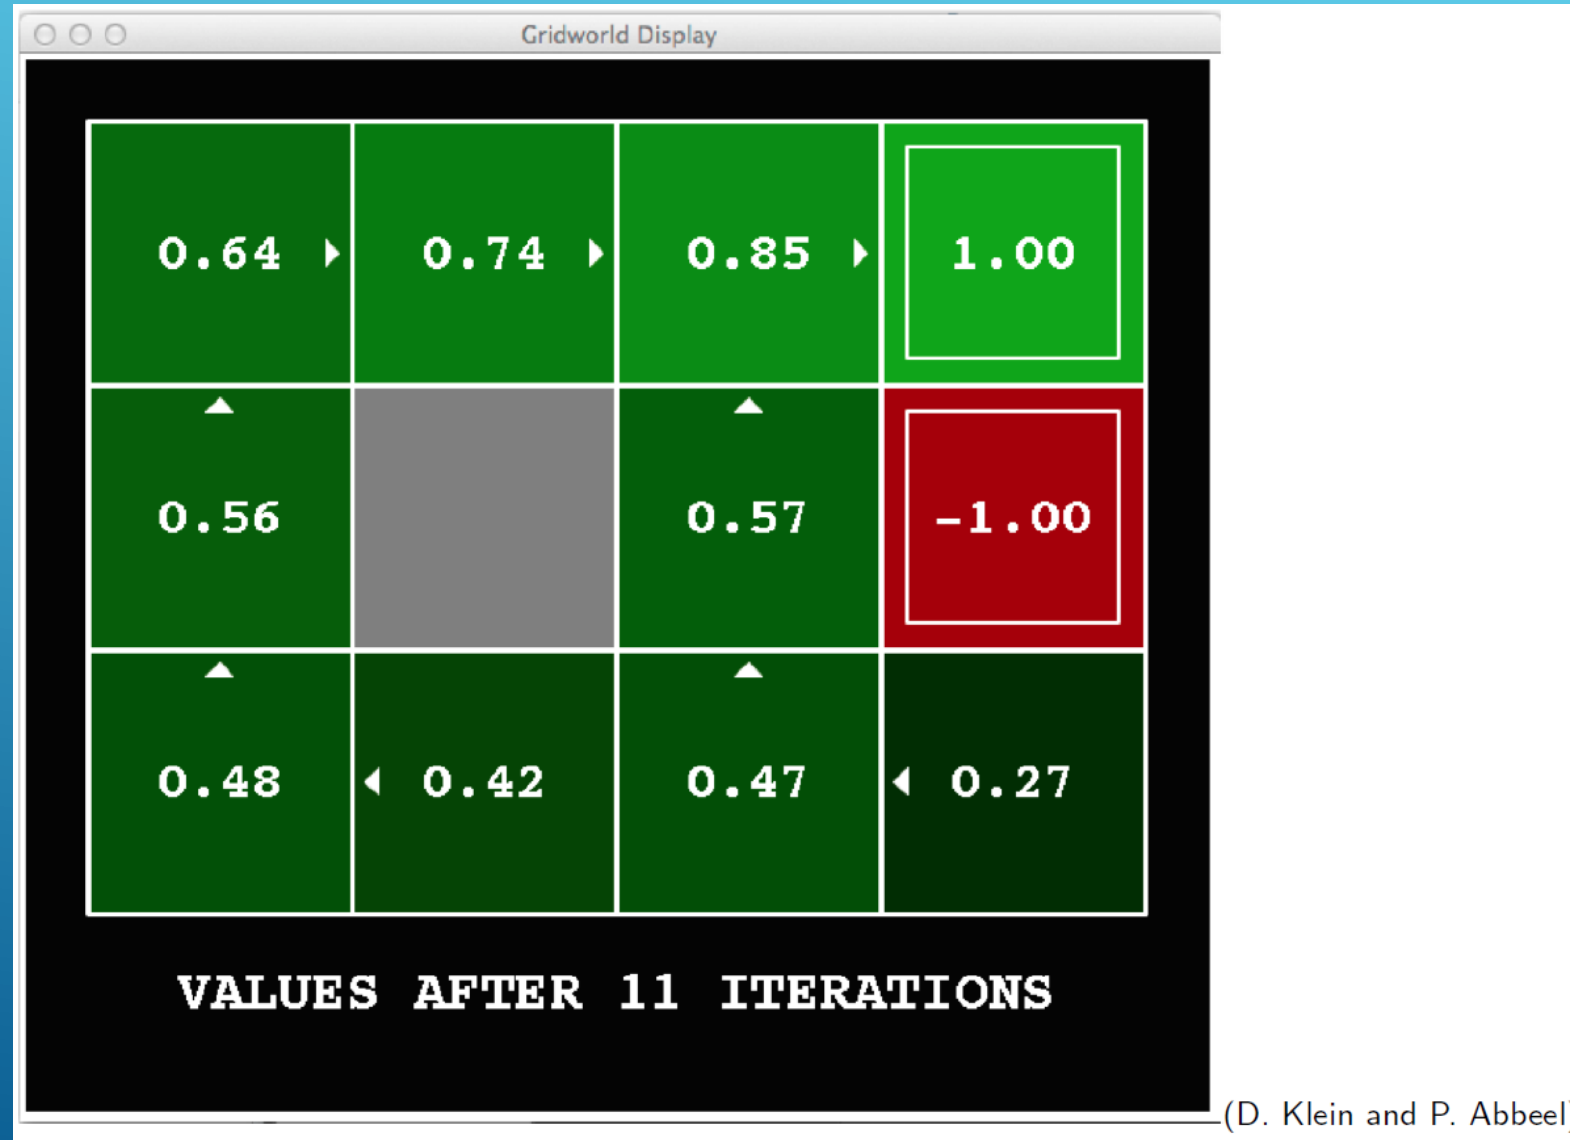 Gridworld Display
0.64 0.74 0.85 1.00
0.56 0.57 -1.00
0.48 0.42 0.47 0.27
VALUES AFTER 11 ITERATIONS
(D. Klein and P. Abbeel)